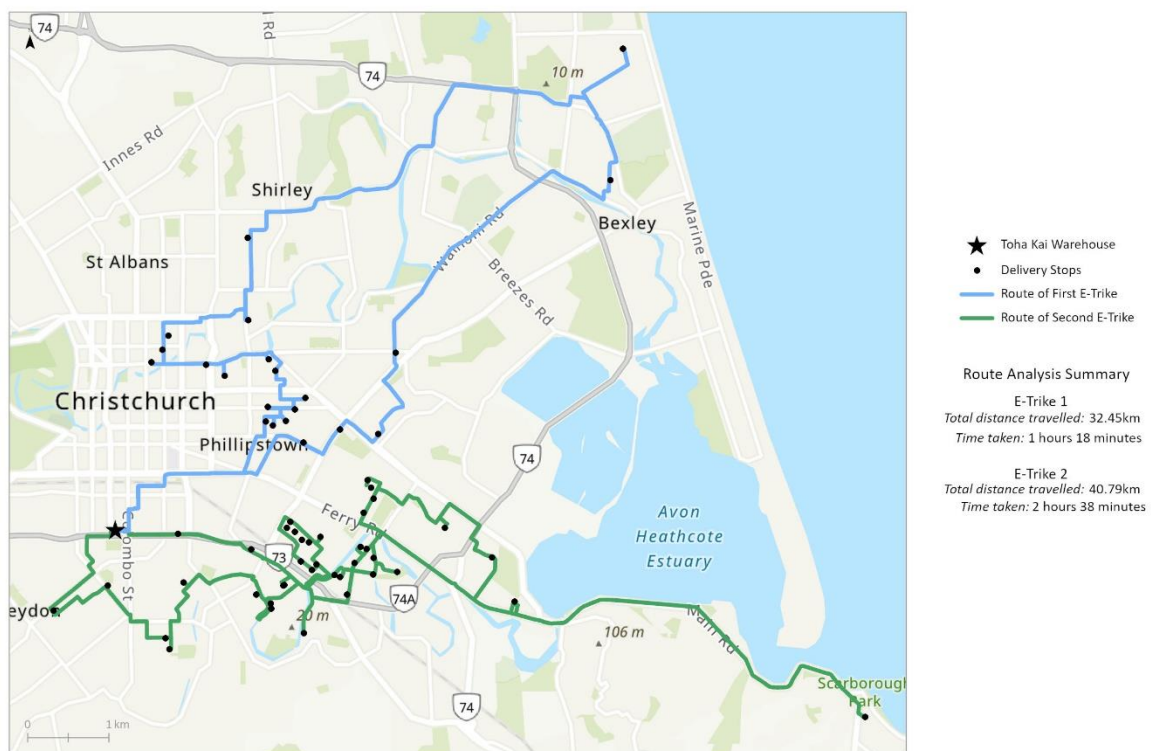 74
Rd
74
10 m
Innes Rd
Shirley
Wainoni Rd
Bexley
Marine Pde
St Albans
Breezes Rd
Christchurch
Phillipstown
74
Ferry Rd
Avon
Heathcote
Estuary
Colombo St
73
eydon
74A
20 m
106 m
Main Rd
74
Scarborough
Park
0 1 km
Toha Kai Warehouse
Delivery Stops
Route of First E-Trike
Route of Second E-Trike
Route Analysis Summary
E-Trike 1
Total distance travelled: 32.45km
Time taken: 1 hours 18 minutes
E-Trike 2
Total distance travelled: 40.79km
Time taken: 2 hours 38 minutes